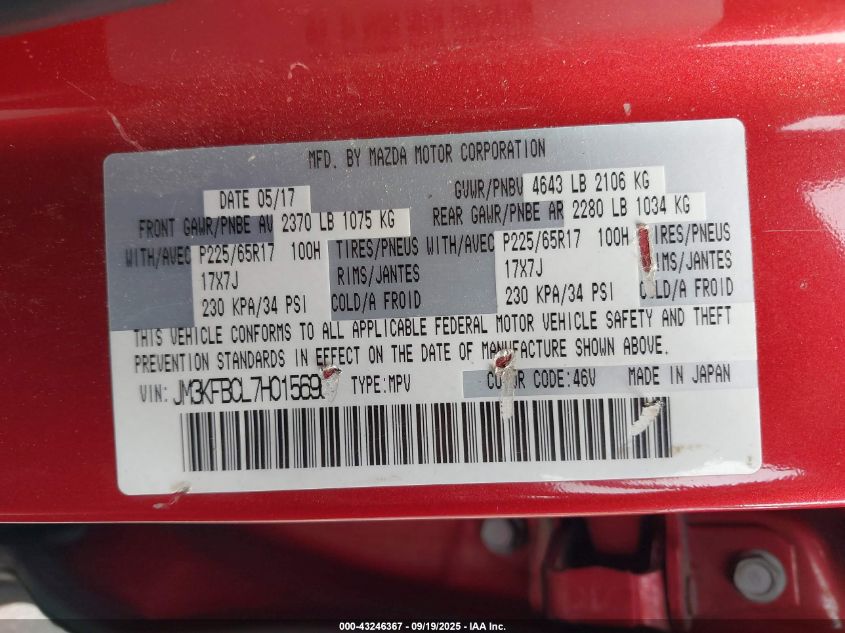 MFD. BY MAZDA MOTOR CORPORATION
DATE 05/17 GVWR/PNBV 4643 LB 2106 KG
FRONT GAWR/PNBE AV 2370 LB 1075 KG REAR GAWR/PNBE AR 2280 LB 1034 KG
WITH/AVEC P225/65R17 100H TIRES/PNEUS WITH/AVEC P225/65R17 100H TIRES/PNEUS
17X7J RIMS/JANTES 17X7J RIMS/JANTES
230 KPA/34 PSI COLD/A FROID 230 KPA/34 PSI COLD/A FROID
THIS VEHICLE CONFORMS TO ALL APPLICABLE FEDERAL MOTOR VEHICLE SAFETY AND THEFT
PREVENTION STANDARDS IN EFFECT ON THE DATE OF MANUFACTURE SHOWN ABOVE.
VIN: TYPE:MPV COLOR CODE:46V MADE IN JAPAN
000-43246367 - 09/19/2025 - IAA Inc.